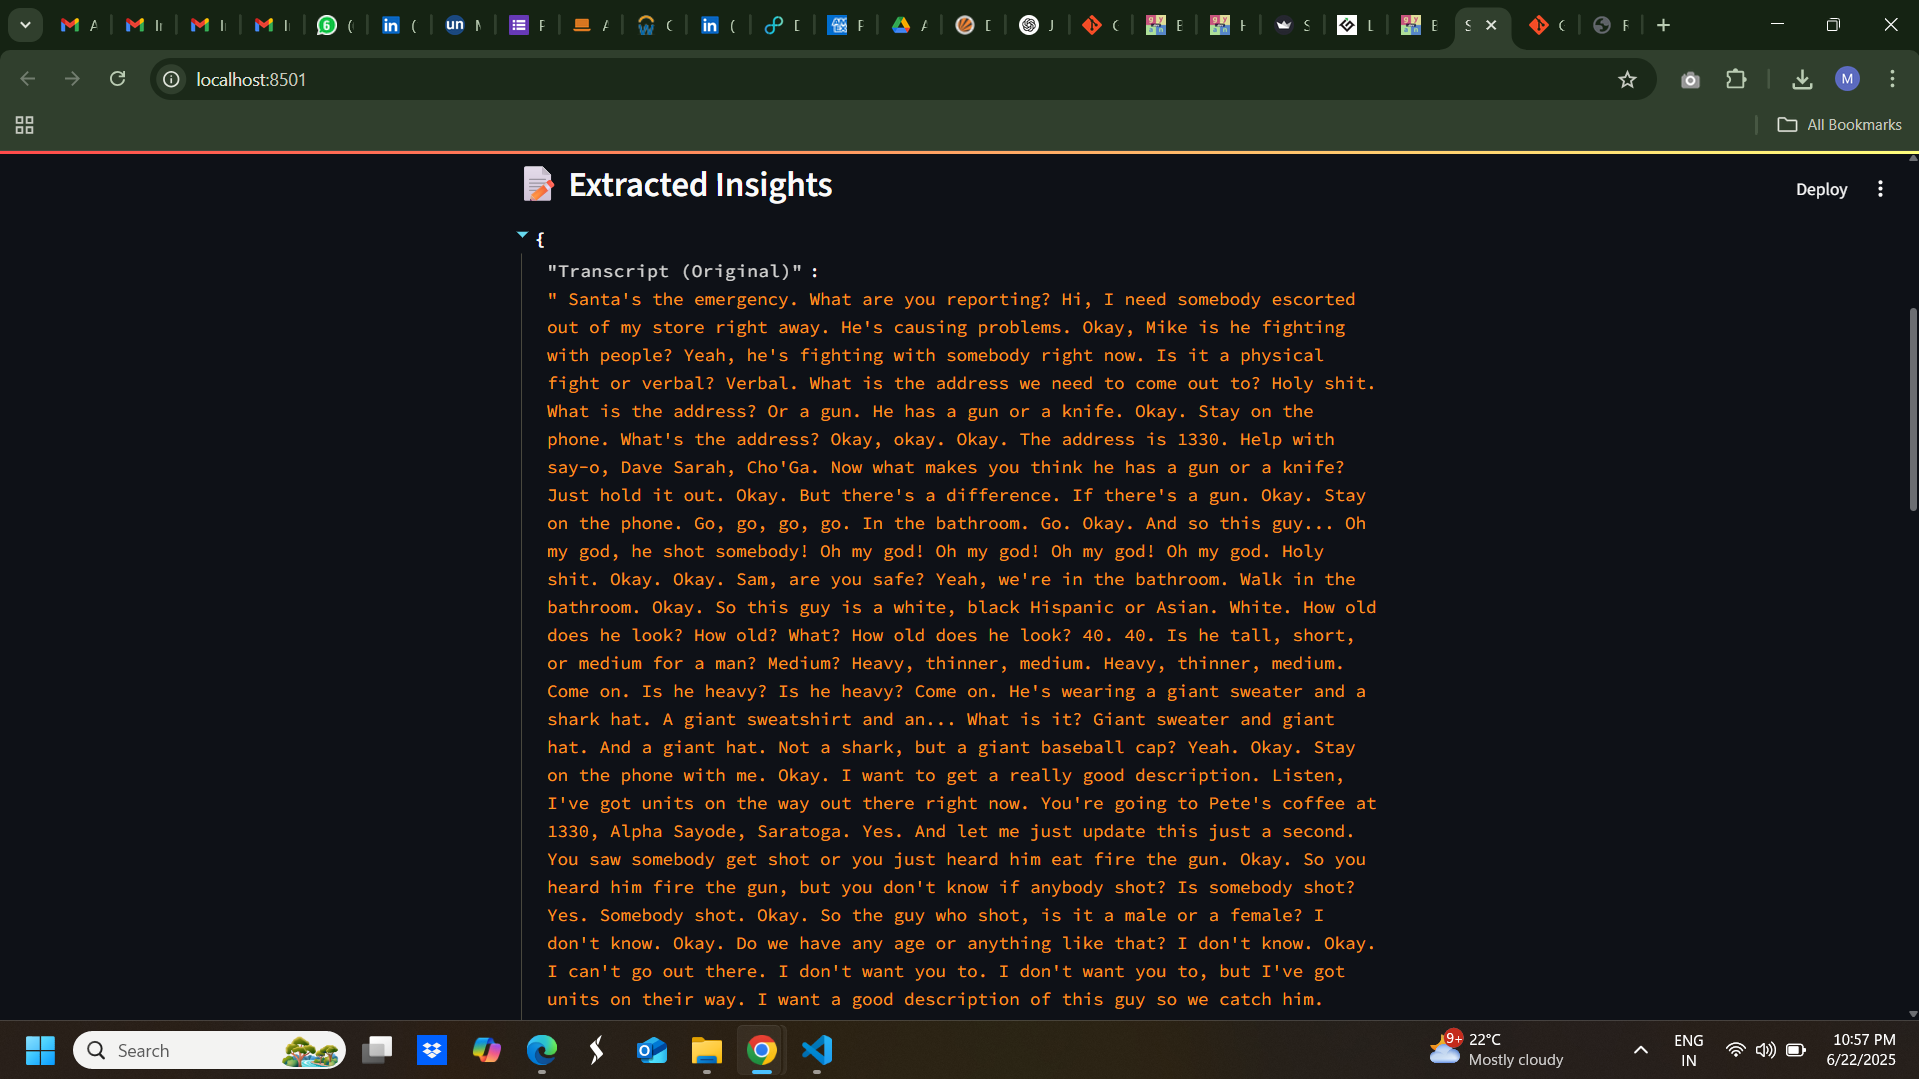 A
In
In
In
6
(
in
(
un
M
F
A
C
in
(
D
F
A
D
J
C
E
H
S
L
E
S
C
F
localhost:8501
M
All Bookmarks
Extracted Insights
Deploy
{
"Transcript (Original)" :
" Santa's the emergency. What are you reporting? Hi, I need somebody escorted
out of my store right away. He's causing problems. Okay, Mike is he fighting
with people? Yeah, he's fighting with somebody right now. Is it a physical
fight or verbal? Verbal. What is the address we need to come out to? Holy shit.
What is the address? Or a gun. He has a gun or a knife. Okay. Stay on the
phone. What's the address? Okay, okay. Okay. The address is 1330. Help with
say-o, Dave Sarah, Cho'Ga. Now what makes you think he has a gun or a knife?
Just hold it out. Okay. But there's a difference. If there's a gun. Okay. Stay
on the phone. Go, go, go, go. In the bathroom. Go. Okay. And so this guy... Oh
my god, he shot somebody! Oh my god! Oh my god! Oh my god! Oh my god. Holy
shit. Okay. Okay. Sam, are you safe? Yeah, we're in the bathroom. Walk in the
bathroom. Okay. So this guy is a white, black Hispanic or Asian. White. How old
does he look? How old? What? How old does he look? 40. 40. Is he tall, short,
or medium for a man? Medium? Heavy, thinner, medium. Heavy, thinner, medium.
Come on. Is he heavy? Is he heavy? Come on. He's wearing a giant sweater and a
shark hat. A giant sweatshirt and an... What is it? Giant sweater and giant
hat. And a giant hat. Not a shark, but a giant baseball cap? Yeah. Okay. Stay
on the phone with me. Okay. I want to get a really good description. Listen,
I've got units on the way out there right now. You're going to Pete's coffee at
1330, Alpha Sayode, Saratoga. Yes. And let me just update this just a second.
You saw somebody get shot or you just heard him eat fire the gun. Okay. So you
heard him fire the gun, but you don't know if anybody shot? Is somebody shot?
Yes. Somebody shot. Okay. So the guy who shot, is it a male or a female? I
don't know. Okay. Do we have any age or anything like that? I don't know. Okay.
I can't go out there. I don't want you to. I don't want you to, but I've got
units on their way. I want a good description of this guy so we catch him.
Search
9+
22°C
Mostly cloudy
ENG
IN
10:57 PM
6/22/2025